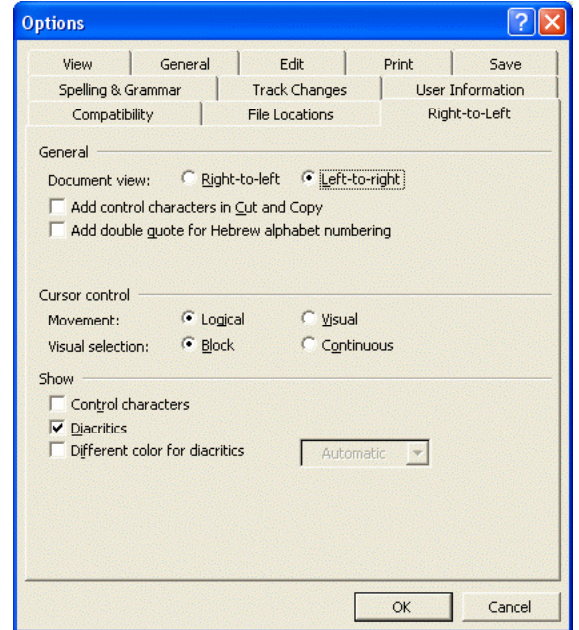 Options
View General Edit Print Save
Spelling & Grammar Track Changes User Information
Compatibility File Locations Right-to-Left
General
Document view: Right-to-left Left-to-right
Add control characters in Cut and Copy
Add double quote for Hebrew alphabet numbering
Cursor control
Movement: Logical Visual
Visual selection: Block Continuous
Show
Control characters
Diacritics
Different color for diacritics Automatic
OK Cancel